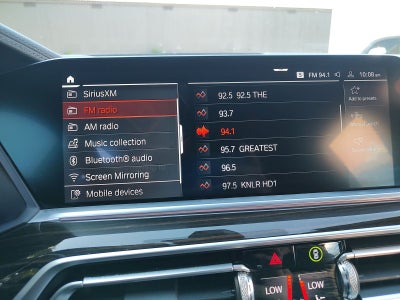 S FM 94.1 10:08 am
SiriusXM
FM radio
AM radio
Music collection
Bluetooth® audio
Screen Mirroring
Mobile devices
92.5 92.5 THE
93.7
94.1
95.7 GREATEST
96.5
97.5 KNLR HD1
Add to presets
LOW
LOW